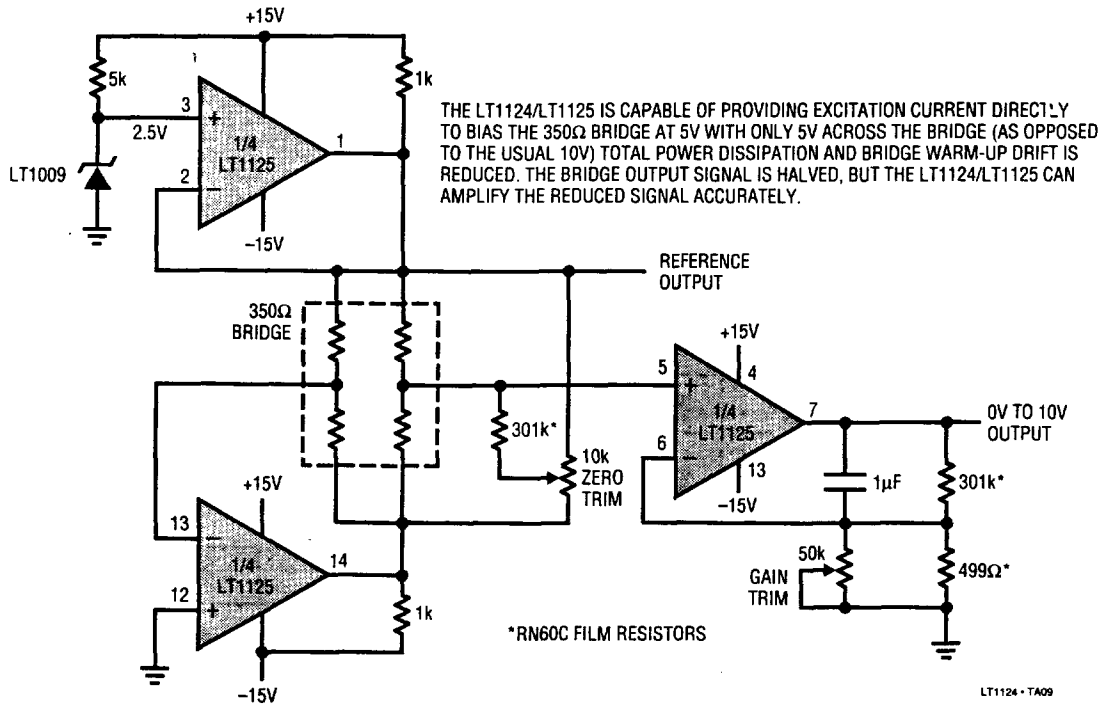 +15V
5k
1k
3
+
2.5V
1/4
LT1125
1
LT1009
2
−
−15V
THE LT1124/LT1125 IS CAPABLE OF PROVIDING EXCITATION CURRENT DIRECTLY
TO BIAS THE 350Ω BRIDGE AT 5V WITH ONLY 5V ACROSS THE BRIDGE (AS OPPOSED
TO THE USUAL 10V) TOTAL POWER DISSIPATION AND BRIDGE WARM-UP DRIFT IS
REDUCED. THE BRIDGE OUTPUT SIGNAL IS HALVED, BUT THE LT1124/LT1125 CAN
AMPLIFY THE REDUCED SIGNAL ACCURATELY.
REFERENCE
OUTPUT
350Ω
BRIDGE
301k*
10k
ZERO
TRIM
+15V
4
5
+
1/4
LT1125
7
6
−
13
−15V
0V TO 10V
OUTPUT
1µF
301k*
50k
GAIN
TRIM
499Ω*
+15V
13
−
1/4
LT1125
14
12
+
1k
−15V
*RN60C FILM RESISTORS
LT1124 • TA09